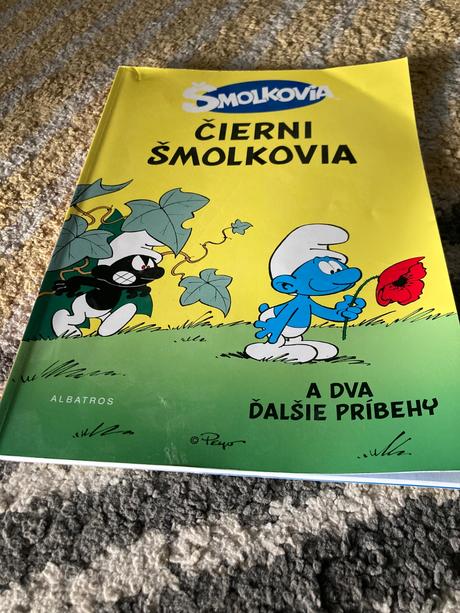 ŠMOLKOVIA
ČIERNI
ŠMOLKOVIA
ALBATROS
A DVA
ĎALŠIE PRÍBEHY
© Peyo